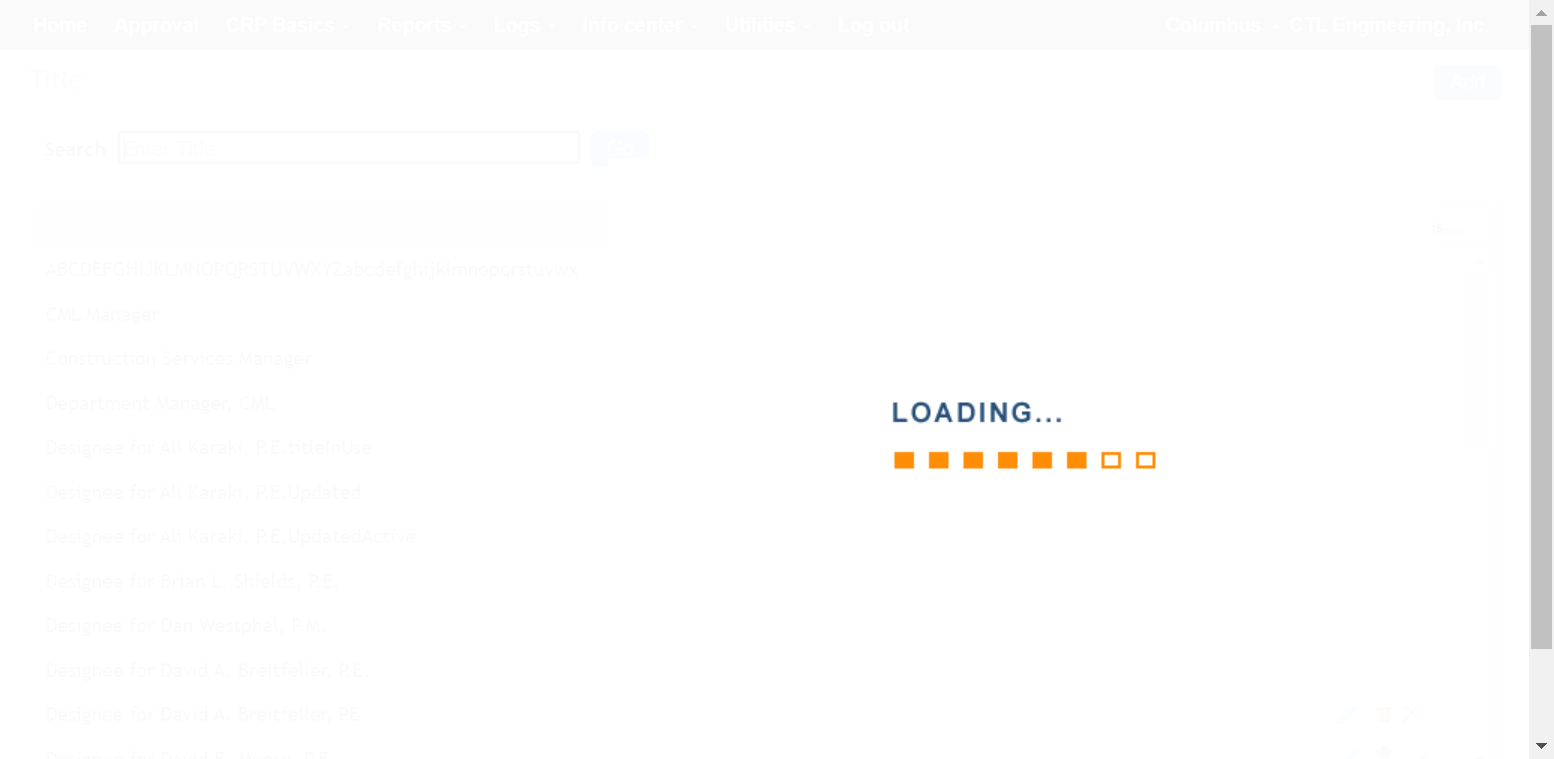 Home Approval CRP Basics Reports Logs Info center Utilities Log out Columbus - CTL Engineering, Inc.
Title Add
Search Enter Title Go
ABCDEFGHIJKLMNOPQRSTUVWXYZabcdefghijklmnopqrstuvwx
CML Manager
Construction Services Manager
Department Manager, CML
LOADING...
Designee for Ali Karaki, P.E.titleInUse
Designee for Ali Karaki, P.E.Updated
Designee for Ali Karaki, P.E.UpdatedActive
Designee for Brian L. Shields, P.E.
Designee for Dan Westphal, P.M.
Designee for David A. Breitfeller, P.E.
Designee for David A. Breitfeller, PE
Designee for David